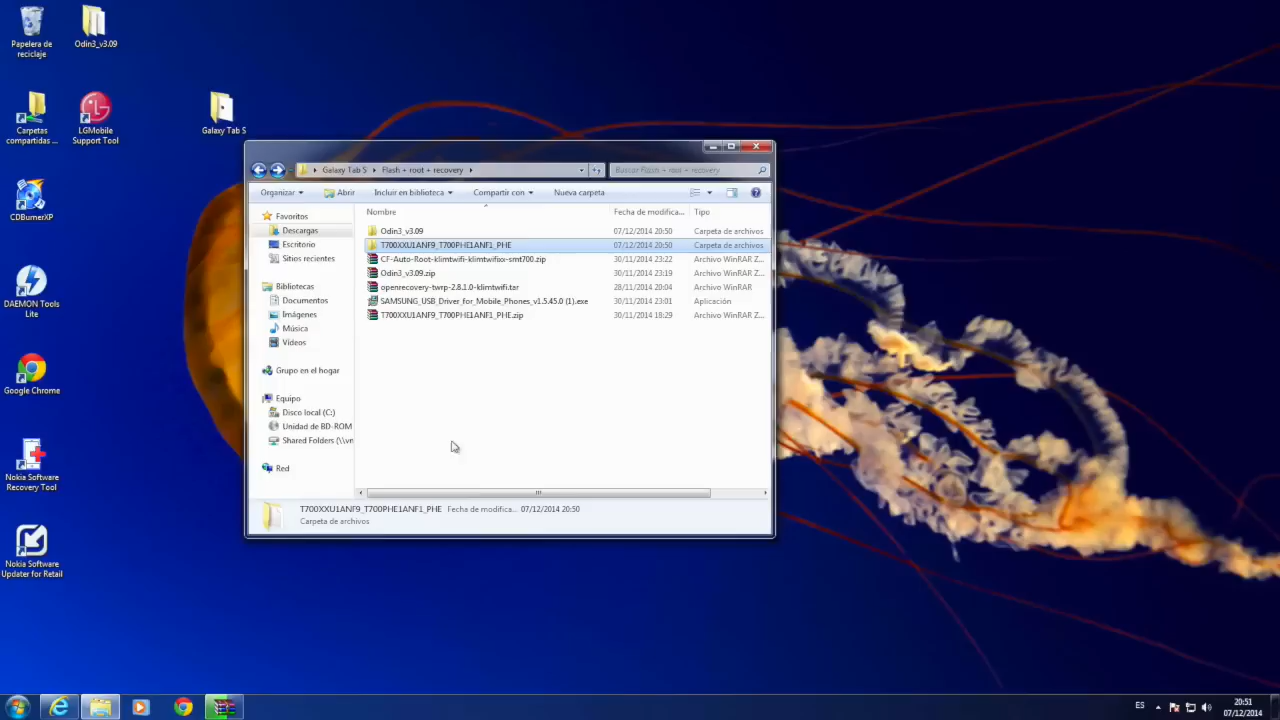 Papelera de
reciclaje
Odin3_v3.09
Carpetas
compartidas ...
LGMobile
Support Tool
Galaxy Tab S
CDBurnerXP
DAEMON Tools
Lite
Google Chrome
Nokia Software
Recovery Tool
Nokia Software
Updater for Retail
Galaxy Tab S
Flash + root + recovery
Buscar Flash + root + recovery
Organizar
Abrir
Incluir en biblioteca
Compartir con
Nueva carpeta
Favoritos
Descargas
Escritorio
Sitios recientes
Bibliotecas
Documentos
Imágenes
Música
Vídeos
Grupo en el hogar
Equipo
Disco local (C:)
Unidad de BD-ROM
Shared Folders (\\vn
Red
Nombre Fecha de modifica... Tipo
Odin3_v3.09 07/12/2014 20:50 Carpeta de archivos
T700XXU1ANF9_T700PHE1ANF1_PHE 07/12/2014 20:50 Carpeta de archivos
CF-Auto-Root-klimtwifi-klimtwifixx-smt700.zip 30/11/2014 23:22 Archivo WinRAR Z...
Odin3_v3.09.zip 30/11/2014 23:19 Archivo WinRAR Z...
openrecovery-twrp-2.8.1.0-klimtwifi.tar 28/11/2014 20:04 Archivo WinRAR
SAMSUNG_USB_Driver_for_Mobile_Phones_v1.5.45.0 (1).exe 30/11/2014 23:01 Aplicación
T700XXU1ANF9_T700PHE1ANF1_PHE.zip 30/11/2014 18:29 Archivo WinRAR Z...
T700XXU1ANF9_T700PHE1ANF1_PHE Fecha de modifica... 07/12/2014 20:50
Carpeta de archivos
ES
20:51
07/12/2014